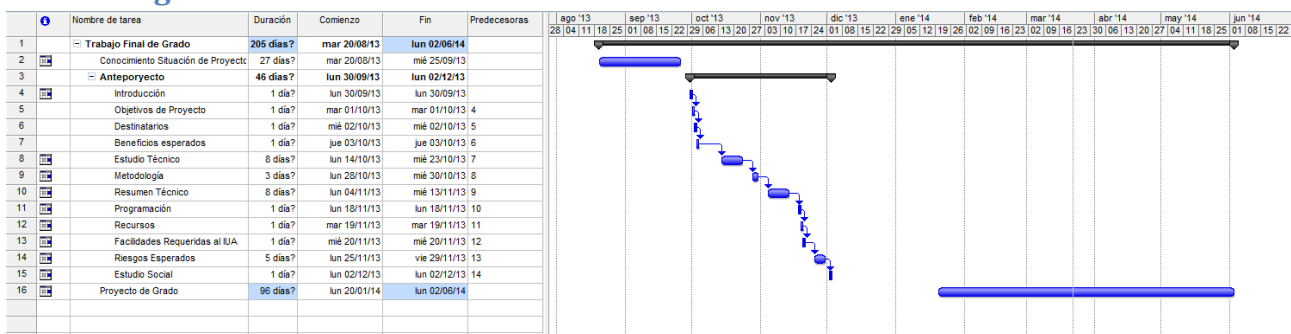 Nombre de tarea Duración Comienzo Fin Predecesoras ago '13 sep '13 oct '13 nov '13 dic '13 ene '14 feb '14 mar '14 abr '14 may '14 jun '14
28 04 11 18 25 01 08 15 22 29 06 13 20 27 03 10 17 24 01 08 15 22 29 05 12 19 26 02 09 16 23 02 09 16 23 30 06 13 20 27 04 11 18 25 01 08 15 22
1 Trabajo Final de Grado 205 días? mar 20/08/13 lun 02/06/14
2 Conocimiento Situación de Proyecto 27 días? mar 20/08/13 mié 25/09/13
3 Anteporyecto 46 días? lun 30/09/13 lun 02/12/13
4 Introducción 1 día? lun 30/09/13 lun 30/09/13
5 Objetivos de Proyecto 1 día? mar 01/10/13 mar 01/10/13 4
6 Destinatarios 1 día? mié 02/10/13 mié 02/10/13 5
7 Beneficios esperados 1 día? jue 03/10/13 jue 03/10/13 6
8 Estudio Técnico 8 días? lun 14/10/13 mié 23/10/13 7
9 Metodología 3 días? lun 28/10/13 mié 30/10/13 8
10 Resumen Técnico 8 días? lun 04/11/13 mié 13/11/13 9
11 Programación 1 día? lun 18/11/13 lun 18/11/13 10
12 Recursos 1 día? mar 19/11/13 mar 19/11/13 11
13 Facilidades Requeridas al IUA 1 día? mié 20/11/13 mié 20/11/13 12
14 Riesgos Esperados 5 días? lun 25/11/13 vie 29/11/13 13
15 Estudio Social 1 día? lun 02/12/13 lun 02/12/13 14
16 Proyecto de Grado 96 días? lun 20/01/14 lun 02/06/14